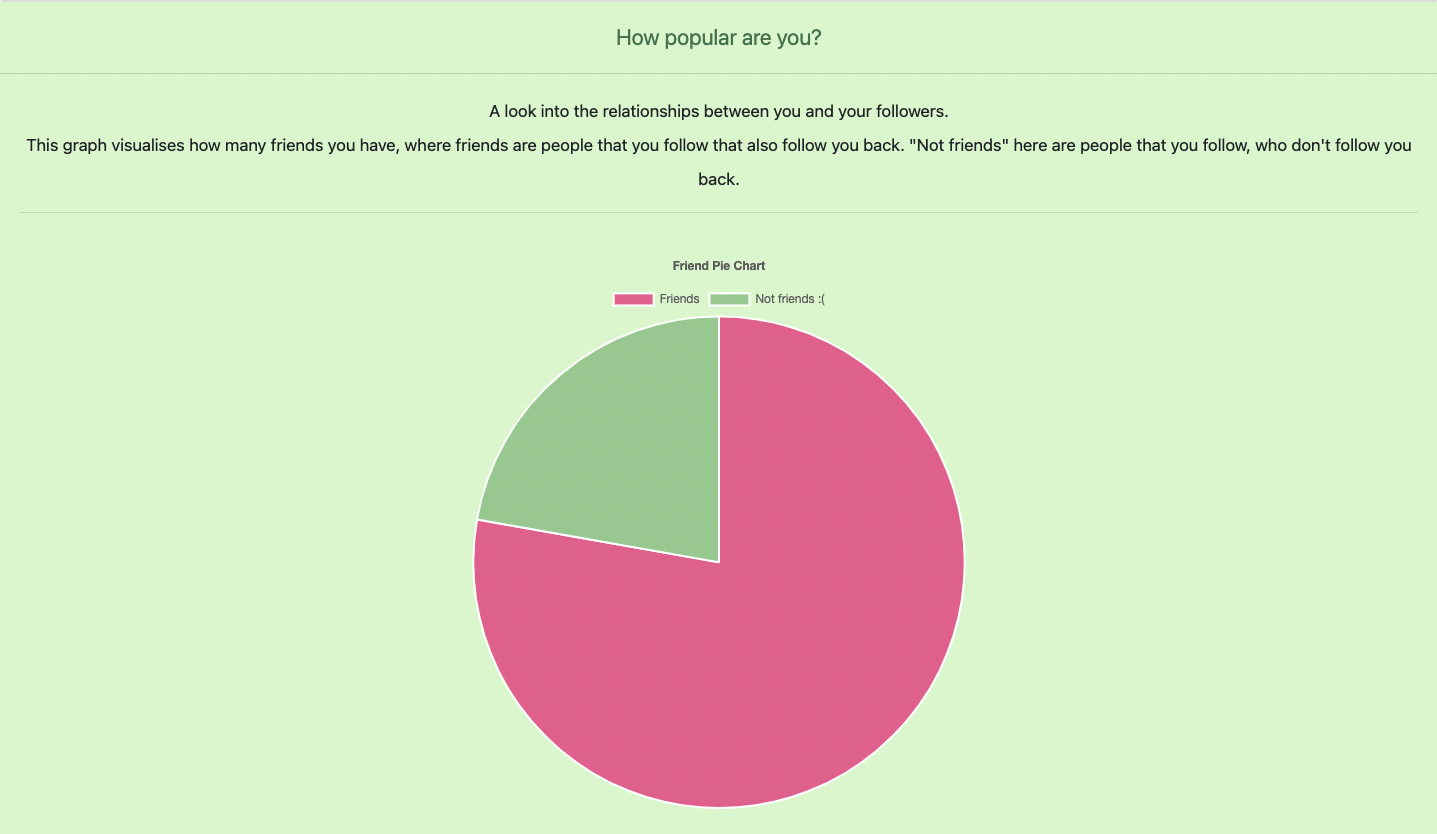 How popular are you?
A look into the relationships between you and your followers.
This graph visualises how many friends you have, where friends are people that you follow that also follow you back. "Not friends" here are people that you follow, who don't follow you
back.
Friend Pie Chart
Friends Not friends :(